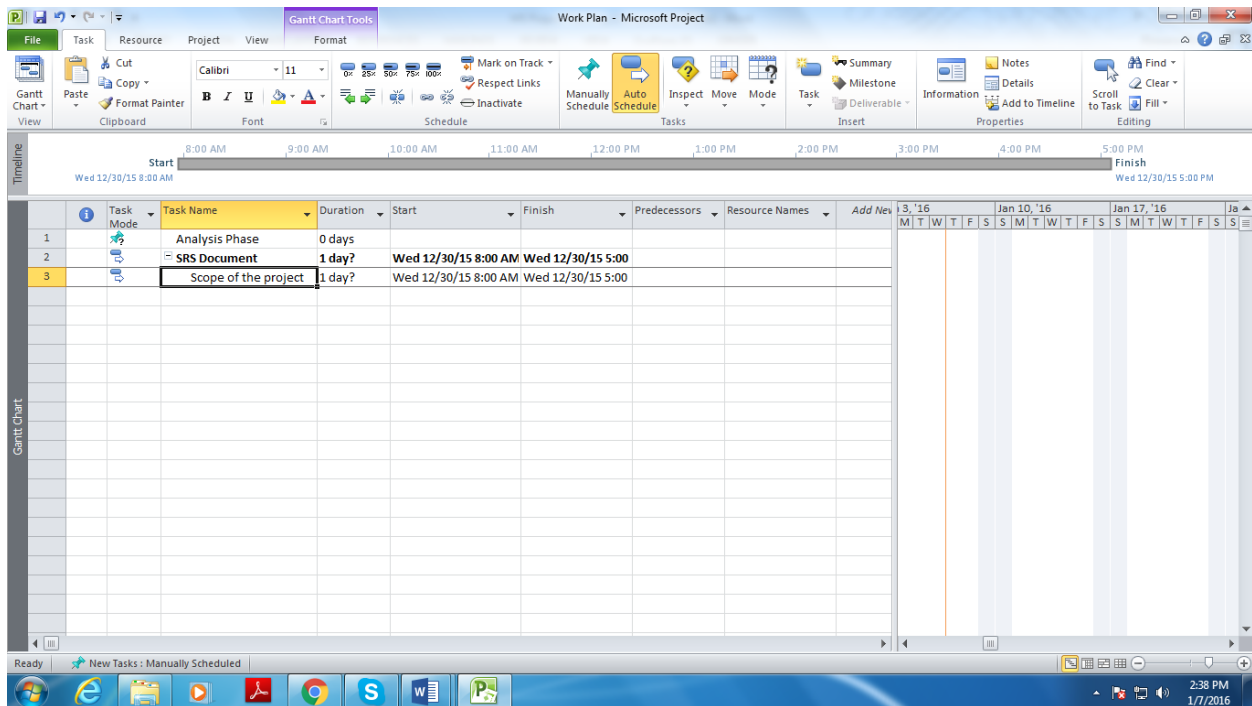 Gantt Chart Tools
Work Plan - Microsoft Project
File Task Resource Project View Format
Cut
Copy
Format Painter
Gantt Chart
Paste
Calibri 11
B I U A
0% 25% 50% 75% 100%
Mark on Track
Respect Links
Inactivate
Manually Schedule
Auto Schedule
Inspect Move Mode
Task
Summary
Milestone
Deliverable
Information
Notes
Details
Add to Timeline
Scroll to Task
Find
Clear
Fill
View Clipboard Font Schedule Tasks Insert Properties Editing
Timeline
8:00 AM 9:00 AM 10:00 AM 11:00 AM 12:00 PM 1:00 PM 2:00 PM 3:00 PM 4:00 PM 5:00 PM
Start
Finish
Wed 12/30/15 8:00 AM
Wed 12/30/15 5:00 PM
Task Mode Task Name Duration Start Finish Predecessors Resource Names Add New
3, '16 Jan 10, '16 Jan 17, '16 Ja
M T W T F S S M T W T F S S M T W T F S S
1 Analysis Phase 0 days
2 SRS Document 1 day? Wed 12/30/15 8:00 AM Wed 12/30/15 5:00
3 Scope of the project 1 day? Wed 12/30/15 8:00 AM Wed 12/30/15 5:00
Gantt Chart
Ready New Tasks : Manually Scheduled
2:38 PM
1/7/2016